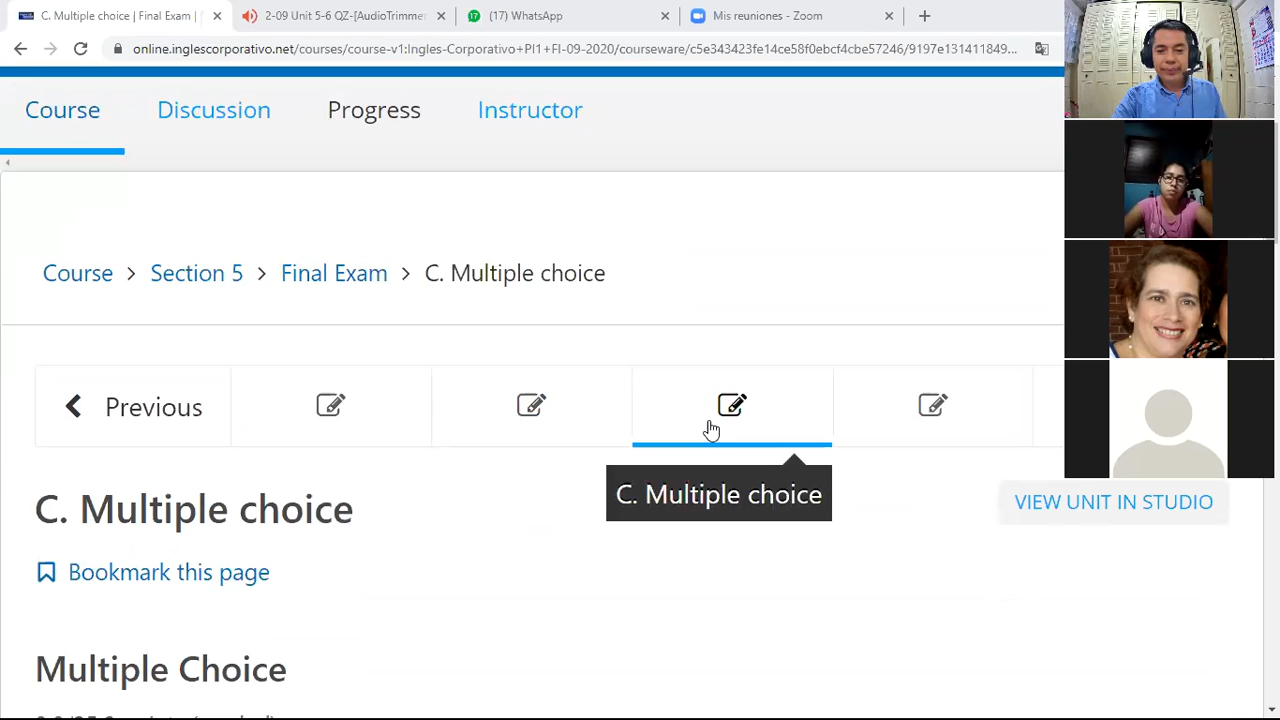 C. Multiple choice | Final Exam |
2-09 Unit 5-6 QZ-[AudioTrimmer
(17) WhatsApp
Mis reuniones - Zoom
online.inglescorporativo.net/courses/course-v1:Ingles-Corporativo+PI1+FI-09-2020/courseware/c5e843423fe14ce58f0ebcf4cbe57246/9197e131411849...
Course
Discussion
Progress
Instructor
Course > Section 5 > Final Exam > C. Multiple choice
Previous
C. Multiple choice
C. Multiple choice
VIEW UNIT IN STUDIO
Bookmark this page
Multiple Choice